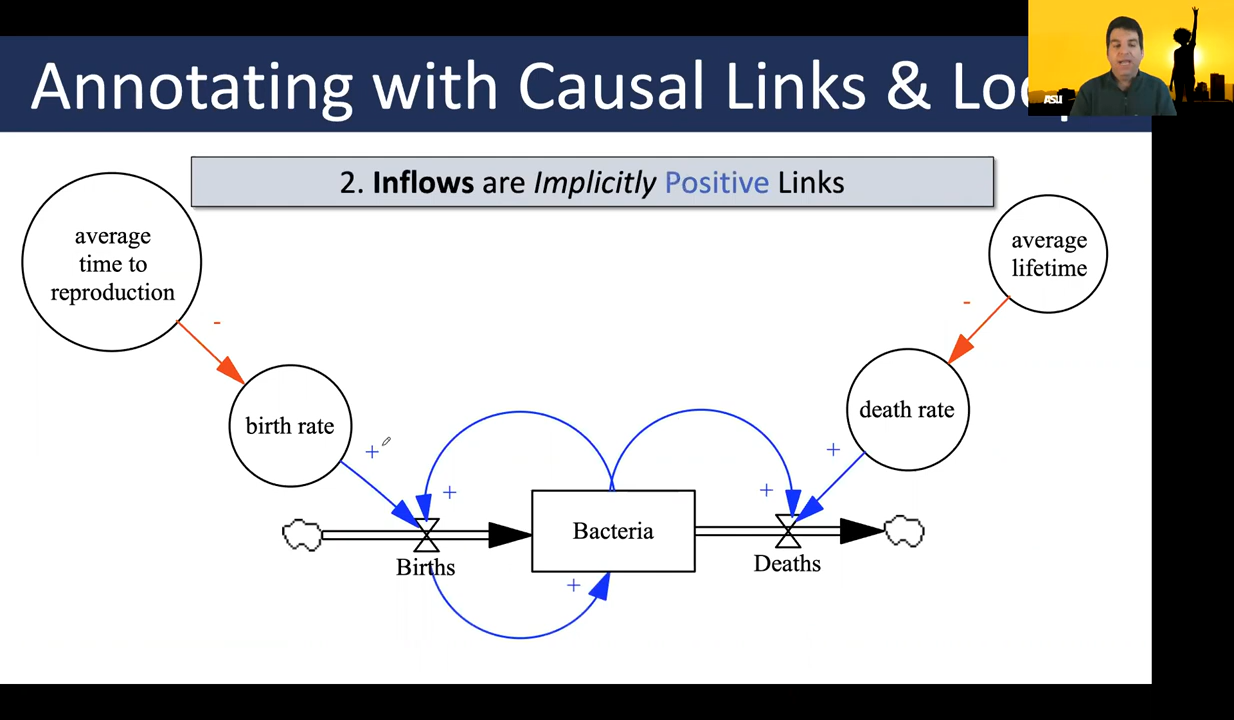 Annotating with Causal Links & Loo
ASU
2. Inflows are Implicitly Positive Links
average
time to
reproduction
average
lifetime
-
-
birth rate
death rate
+
+
+
+
Bacteria
Births
Deaths
+